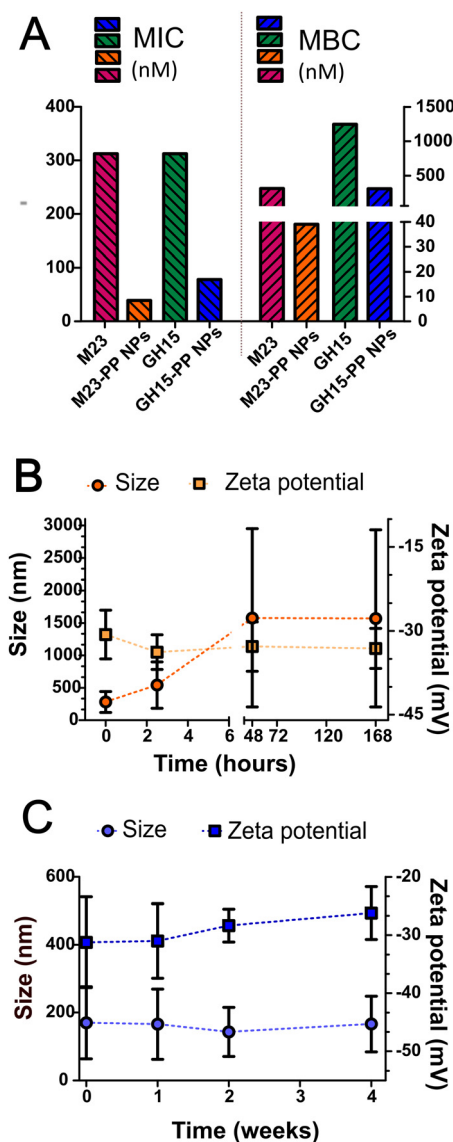 A
MIC
(nM)
MBC
(nM)
400
300
200
100
0
1500
1000
500
40
30
20
10
0
M23
M23-PP NPs
GH15
GH15-PP NPs
M23
M23-PP NPs
GH15
GH15-PP NPs
B
Size
Zeta potential
Size (nm)
3000
2500
2000
1500
1000
500
0
-15
-30
-45
Zeta potential (mV)
0 2 4 6 48 72 120 168
Time (hours)
C
Size
Zeta potential
Size (nm)
600
400
200
0
-20
-30
-40
-50
Zeta potential (mV)
0 1 2 3 4
Time (weeks)